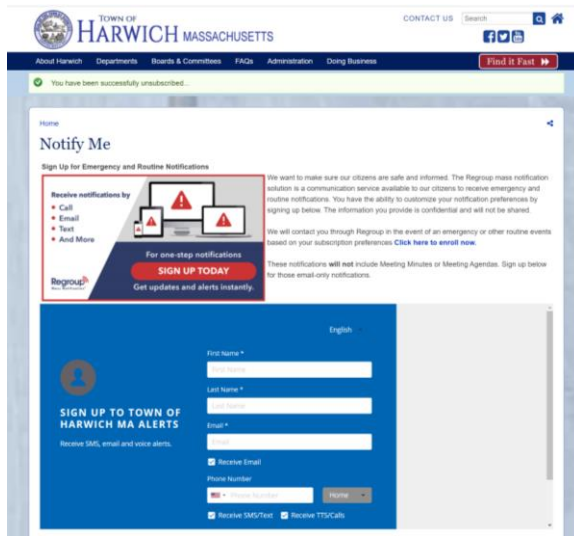 TOWN OF
HARWICH MASSACHUSETTS
CONTACT US
Search
About Harwich Departments Boards & Committees FAQs Administration Doing Business
Find it Fast
You have been successfully unsubscribed...
Home
Notify Me
Sign Up for Emergency and Routine Notifications
Receive notifications by
• Call
• Email
• Text
• And More
For one-step notifications
SIGN UP TODAY
Get updates and alerts instantly.
Regroup
We want to make sure our citizens are safe and informed. The Regroup mass notification
solution is a communication service available to our citizens to receive emergency and
routine notifications. You have the ability to customize your notification preferences by
signing up below. The information you provide is confidential and will not be shared.
We will contact you through Regroup in the event of an emergency or other routine events
based on your subscription preferences Click here to enroll now.
These notifications will not include Meeting Minutes or Meeting Agendas. Sign up below
for those email-only notifications.
English
SIGN UP TO TOWN OF
HARWICH MA ALERTS
Receive SMS, email and voice alerts.
First Name *
First Name
Last Name *
Last Name
Email *
Email
Receive Email
Phone Number
Phone Number
Home
Receive SMS/Text Receive TTS/Calls